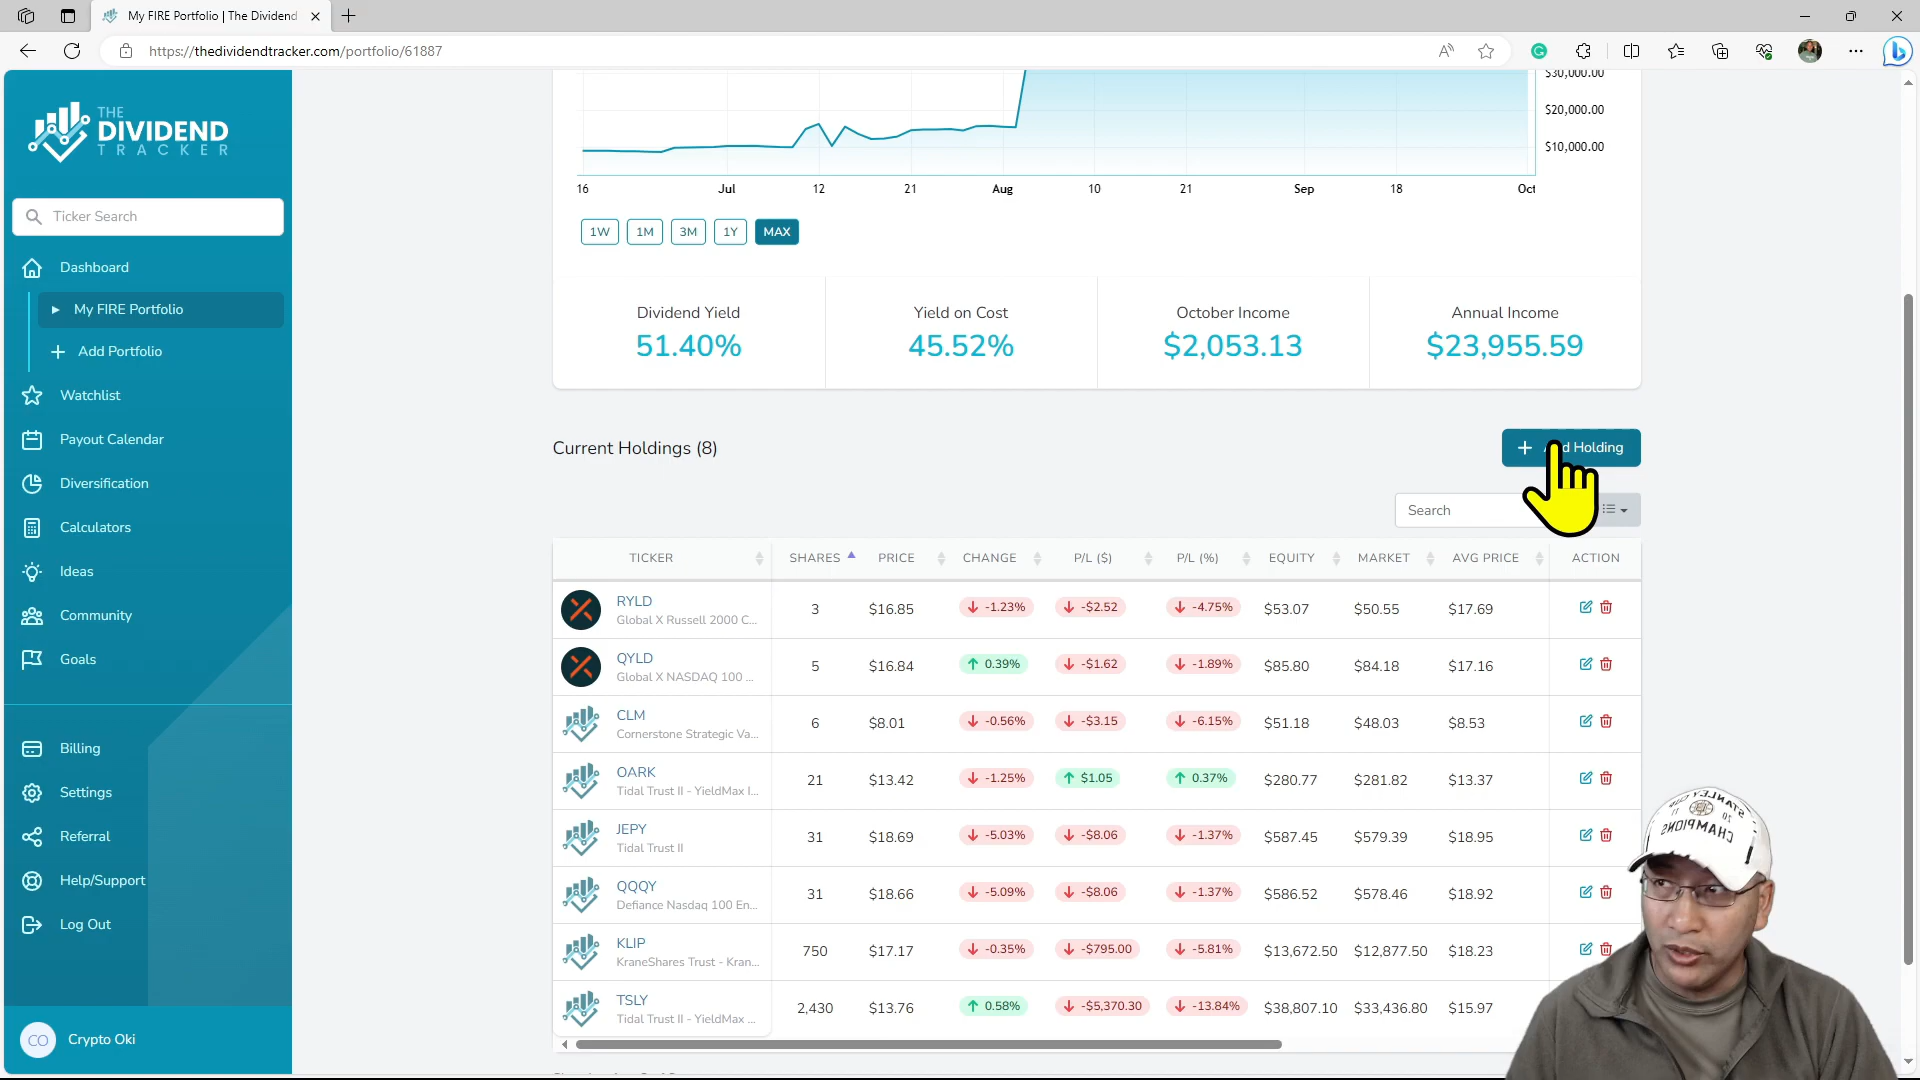 My FIRE Portfolio | The Dividend
https://thedividendtracker.com/portfolio/61887
THE
DIVIDEND
TRACKER
Ticker Search
Dashboard
My FIRE Portfolio
Add Portfolio
Watchlist
Payout Calendar
Diversification
Calculators
Ideas
Community
Goals
Billing
Settings
Referral
Help/Support
Log Out
CO Crypto Oki
$30,000.00
$20,000.00
$10,000.00
16 Jul 12 21 Aug 10 21 Sep 18 Oct
1W 1M 3M 1Y MAX
Dividend Yield Yield on Cost October Income Annual Income
51.40% 45.52% $2,053.13 $23,955.59
Current Holdings (8)
+ Holding
Search
TICKER SHARES PRICE CHANGE P/L ($) P/L (%) EQUITY MARKET AVG PRICE ACTION
RYLD
Global X Russell 2000 C...
3 $16.85 -1.23% -$2.52 -4.75% $53.07 $50.55 $17.69
QYLD
Global X NASDAQ 100 ...
5 $16.84 0.39% -$1.62 -1.89% $85.80 $84.18 $17.16
CLM
Cornerstone Strategic Va...
6 $8.01 -0.56% -$3.15 -6.15% $51.18 $48.03 $8.53
OARK
Tidal Trust II - YieldMax I...
21 $13.42 -1.25% $1.05 0.37% $280.77 $281.82 $13.37
JEPY
Tidal Trust II
31 $18.69 -5.03% -$8.06 -1.37% $587.45 $579.39 $18.95
QQQY
Defiance Nasdaq 100 En...
31 $18.66 -5.09% -$8.06 -1.37% $586.52 $578.46 $18.92
KLIP
KraneShares Trust - Kran...
750 $17.17 -0.35% -$795.00 -5.81% $13,672.50 $12,877.50 $18.23
TSLY
Tidal Trust II - YieldMax ...
2,430 $13.76 0.58% -$5,370.30 -13.84% $38,807.10 $33,436.80 $15.97
STANLEY CUP
20 11
CHAMPIONS